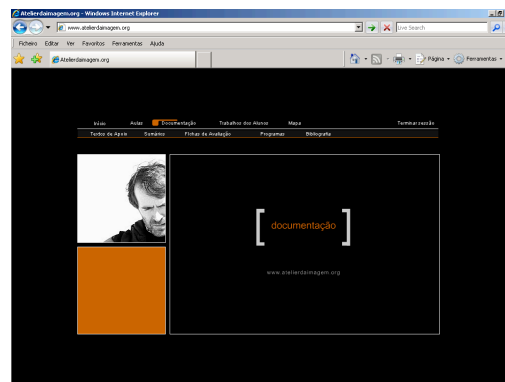 Atelierdaimagem.org - Windows Internet Explorer
www.atelierdaimagem.org
Live Search
Ficheiro Editar Ver Favoritos Ferramentas Ajuda
Atelierdaimagem.org
Página Ferramentas
Início Aulas Documentação Trabalhos dos Alunos Mapa Terminar sessão
Textos de Apoio Sumários Fichas de Avaliação Programas Bibliografia
[documentação]
www.atelierdaimagem.org